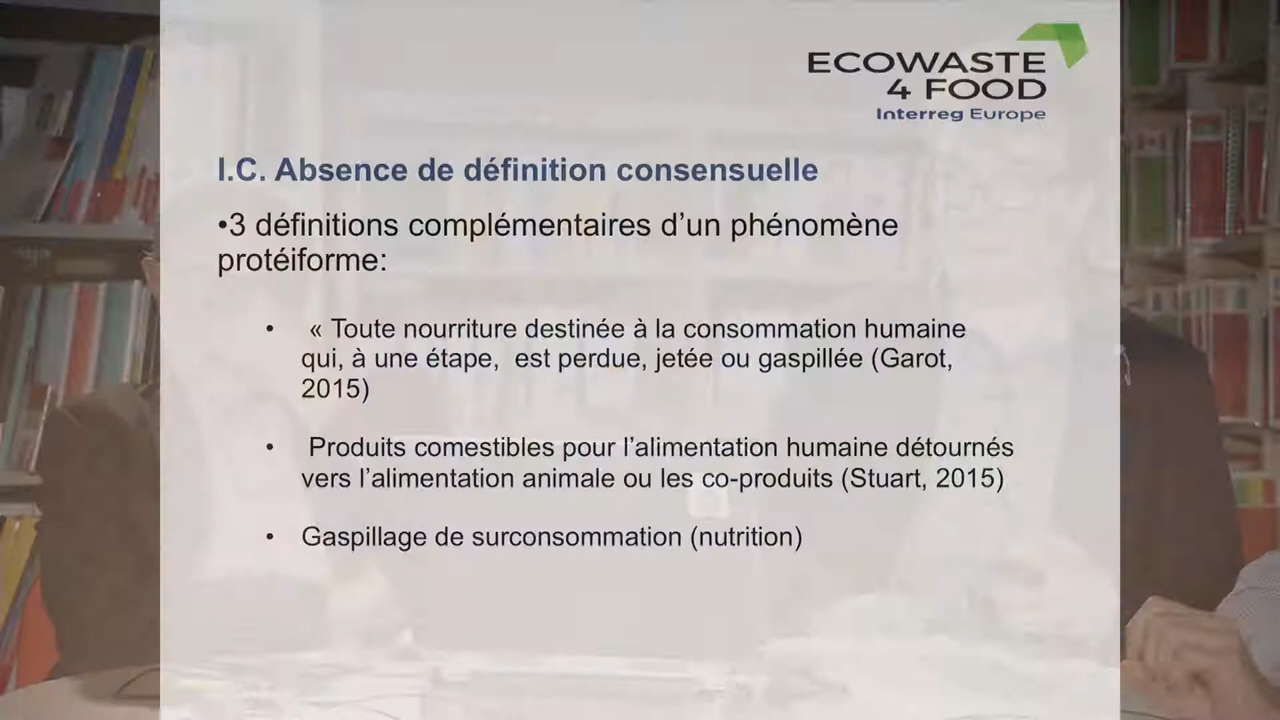 ECOWASTE
4 FOOD
Interreg Europe
I.C. Absence de définition consensuelle
•3 définitions complémentaires d’un phénomène
protéiforme:
• « Toute nourriture destinée à la consommation humaine
qui, à une étape, est perdue, jetée ou gaspillée (Garot,
2015)
• Produits comestibles pour l’alimentation humaine détournés
vers l’alimentation animale ou les co-produits (Stuart, 2015)
• Gaspillage de surconsommation (nutrition)